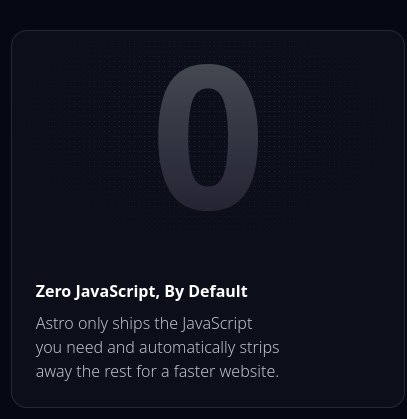 0
Zero JavaScript, By Default
Astro only ships the JavaScript
you need and automatically strips
away the rest for a faster website.